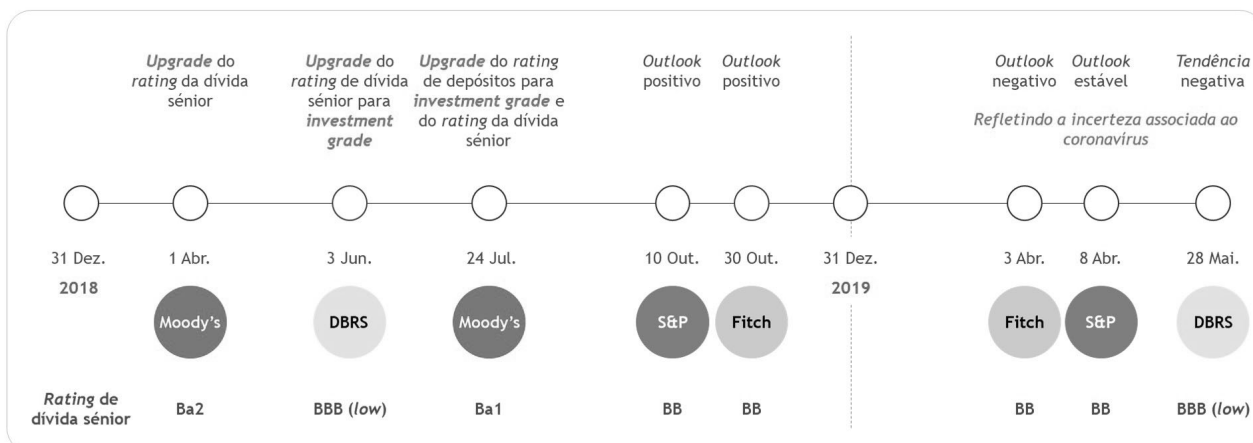 Upgrade do
rating da dívida
sénior
Upgrade do
rating de dívida
sénior para
investment
grade
Upgrade do rating
de depósitos para
investment grade e
do rating da dívida
sénior
Outlook
positivo
Outlook
positivo
Outlook
negativo
Outlook
estável
Tendência
negativa
Refletindo a incerteza associada ao
coronavírus
31 Dez.
2018
1 Abr.
3 Jun.
24 Jul.
10 Out.
30 Out.
31 Dez.
2019
3 Abr.
8 Abr.
28 Mai.
Moody's
DBRS
Moody's
S&P
Fitch
Fitch
S&P
DBRS
Rating de
dívida sénior
Ba2
BBB (low)
Ba1
BB
BB
BB
BB
BBB (low)